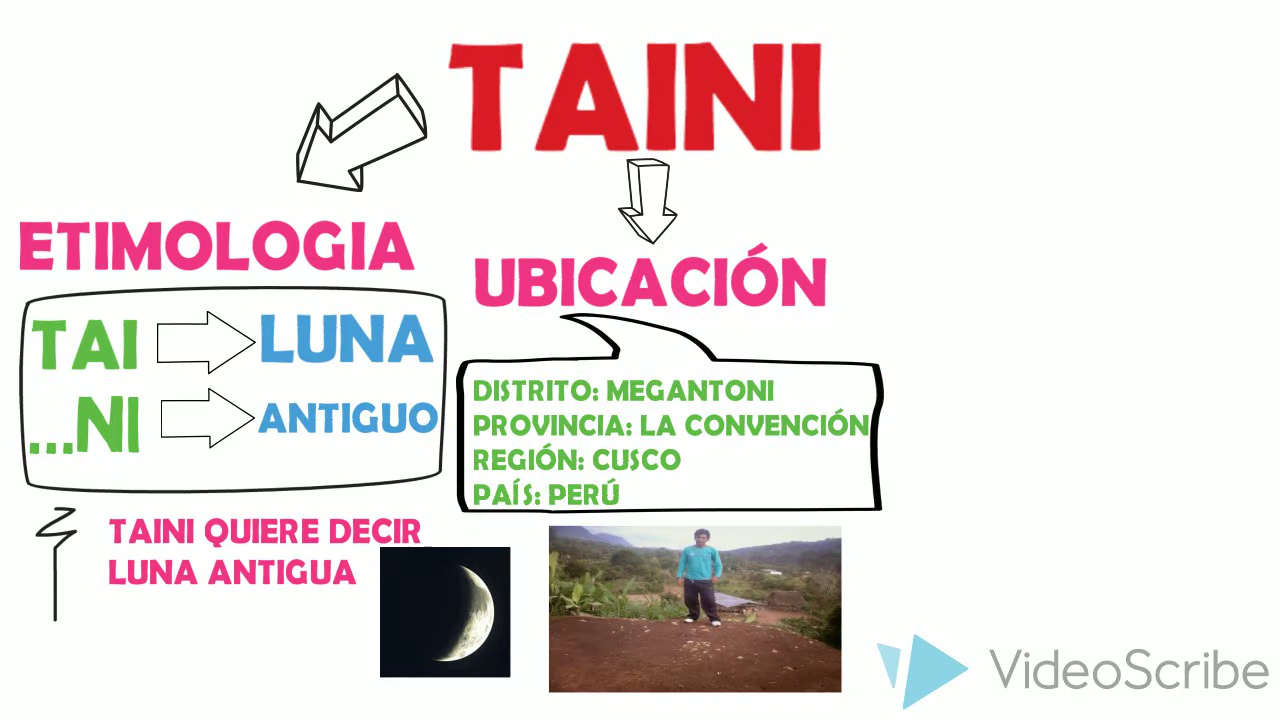 TAINI
ETIMOLOGIA
TAI LUNA
...NI ANTIGUO
TAINI QUIERE DECIR
LUNA ANTIGUA
UBICACIÓN
DISTRITO: MEGANTONI
PROVINCIA: LA CONVENCIÓN
REGIÓN: CUSCO
PAÍS: PERÚ
VideoScribe